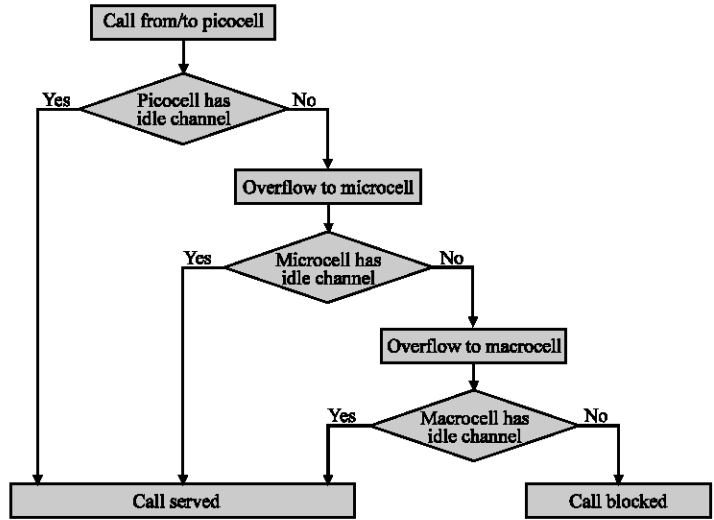 Call from/to picocell
Yes
Picocell has
idle channel
No
Overflow to microcell
Yes
Microcell has
idle channel
No
Overflow to macrocell
Yes
Macrocell has
idle channel
No
Call served
Call blocked